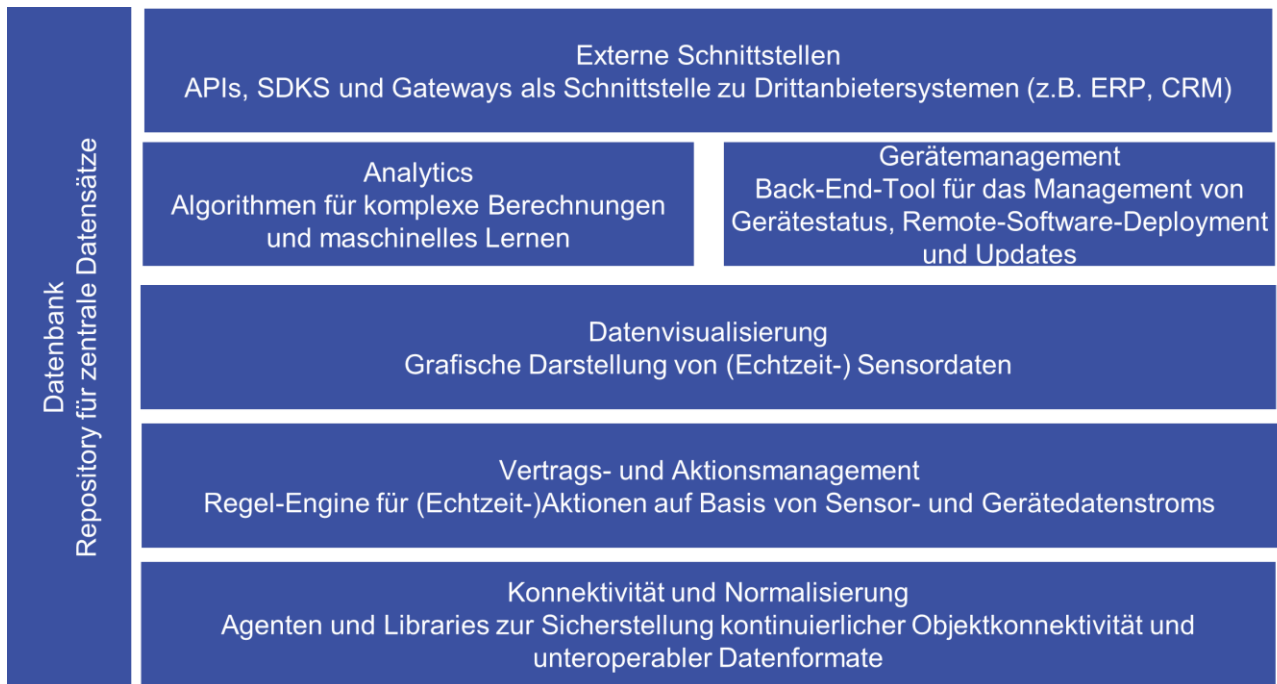 Datenbank
Repository für zentrale Datensätze
Externe Schnittstellen
APIs, SDKS und Gateways als Schnittstelle zu Drittanbietersystemen (z.B. ERP, CRM)
Analytics
Algorithmen für komplexe Berechnungen
und maschinelles Lernen
Gerätemanagement
Back-End-Tool für das Management von
Gerätestatus, Remote-Software-Deployment
und Updates
Datenvisualisierung
Grafische Darstellung von (Echtzeit-) Sensordaten
Vertrags- und Aktionsmanagement
Regel-Engine für (Echtzeit-)Aktionen auf Basis von Sensor- und Gerätedatenstroms
Konnektivität und Normalisierung
Agenten und Libraries zur Sicherstellung kontinuierlicher Objektkonnektivität und
unteroperabler Datenformate